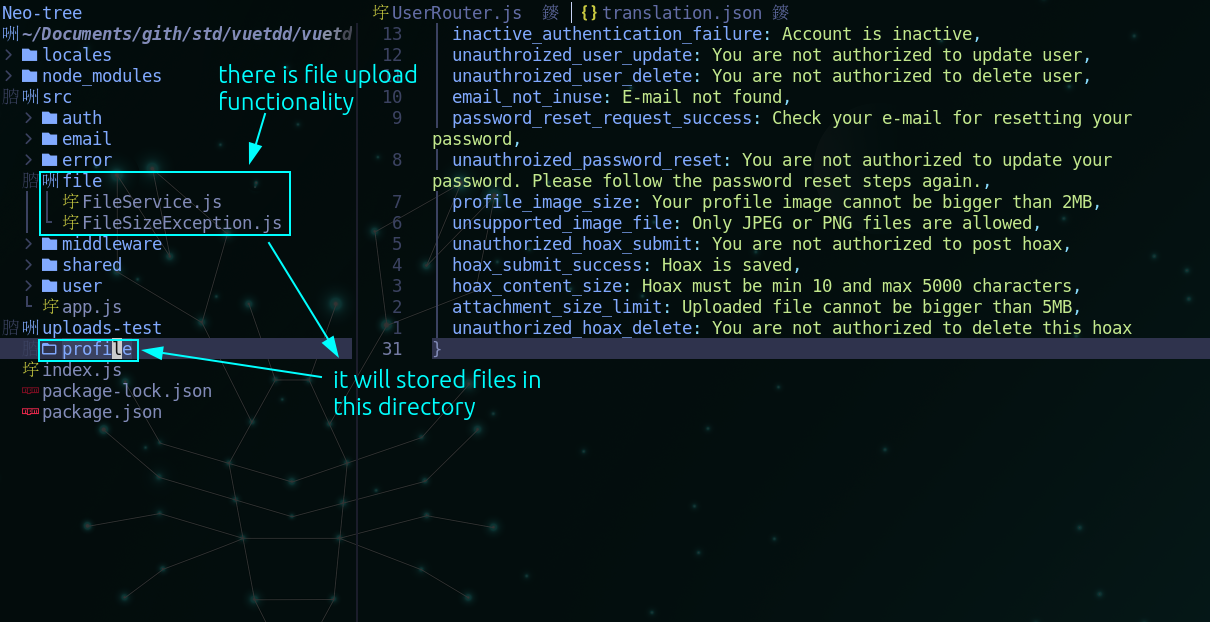 Neo-tree
~/Documents/gith/std/vuetdd/vuetd
locales
node_modules
src
auth
email
error
file
FileService.js
FileSizeException.js
middleware
shared
user
app.js
uploads-test
profile
index.js
package-lock.json
package.json
there is file upload
functionality
it will stored files in
this directory
UserRouter.js
{} translation.json
13 inactive_authentication_failure: Account is inactive,
12 unauthroized_user_update: You are not authorized to update user,
unauthroized_user_delete: You are not authorized to delete user,
10 email_not_inuse: E-mail not found,
9 password_reset_request_success: Check your e-mail for resetting your
password,
8 unauthroized_password_reset: You are not authorized to update your
password. Please follow the password reset steps again.,
7 profile_image_size: Your profile image cannot be bigger than 2MB,
6 unsupported_image_file: Only JPEG or PNG files are allowed,
5 unauthorized_hoax_submit: You are not authorized to post hoax,
4 hoax_submit_success: Hoax is saved,
3 hoax_content_size: Hoax must be min 10 and max 5000 characters,
2 attachment_size_limit: Uploaded file cannot be bigger than 5MB,
1 unauthorized_hoax_delete: You are not authorized to delete this hoax
31 }